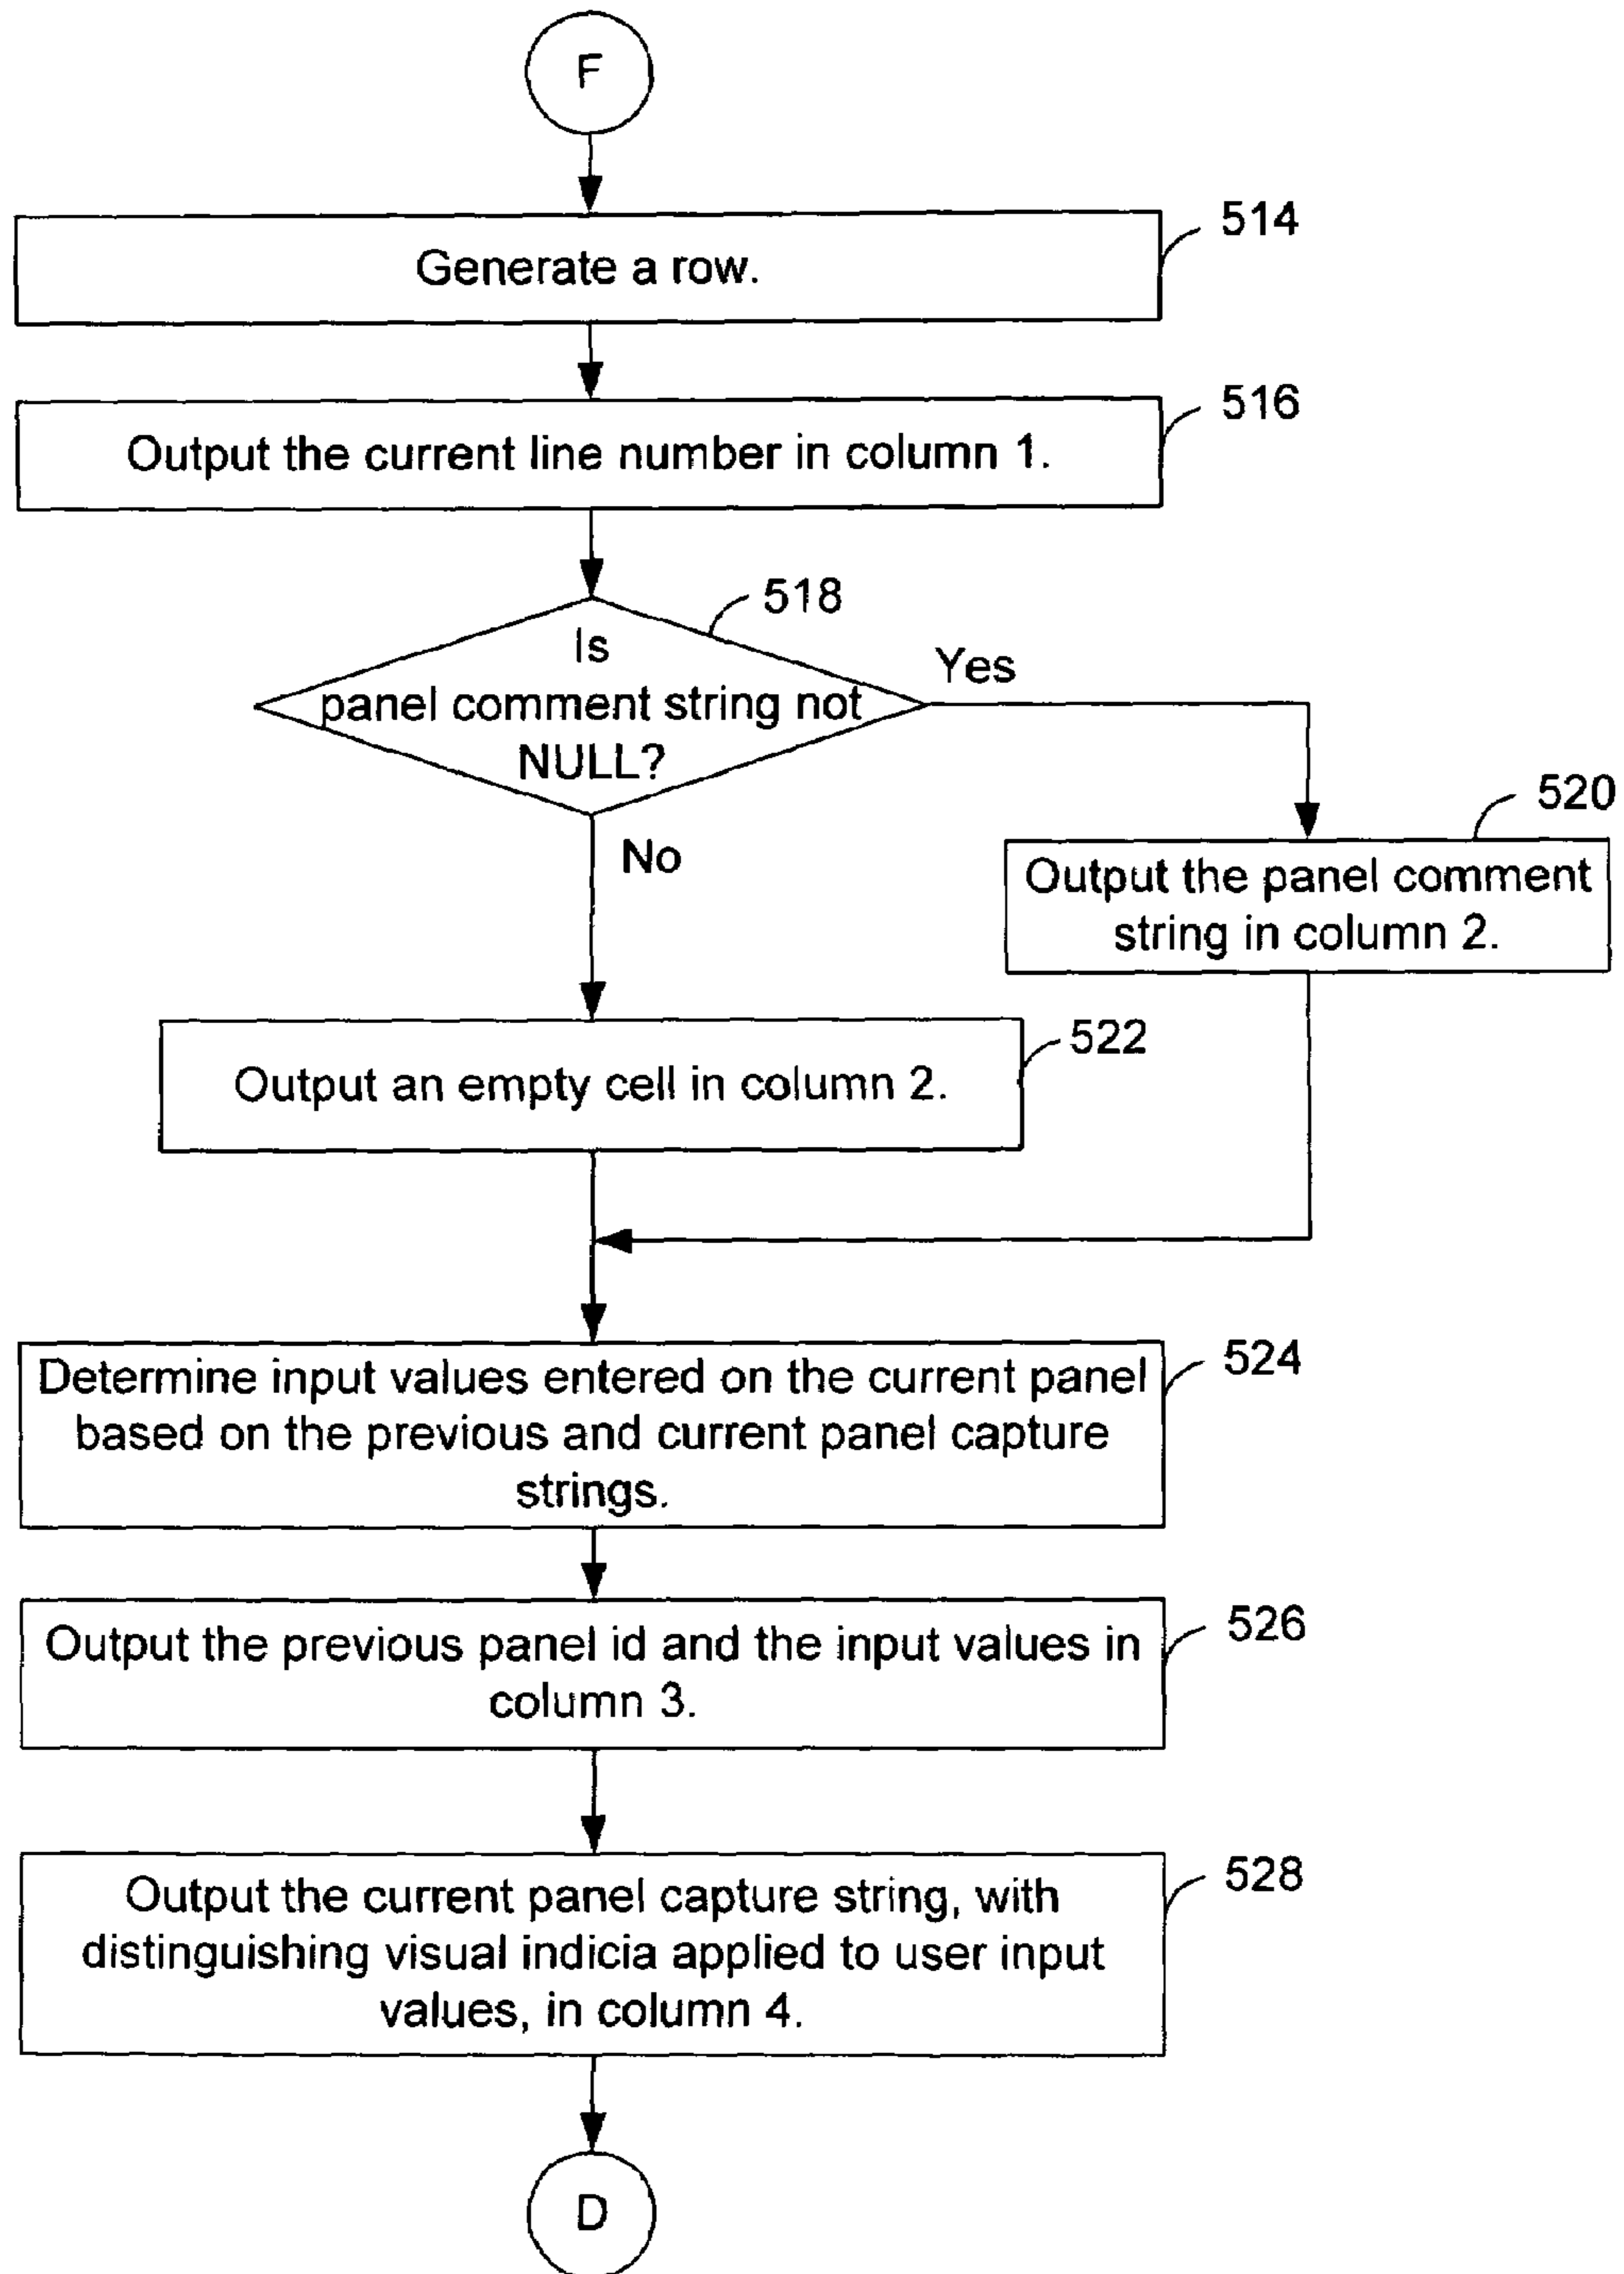 F
514
Generate a row.
516
Output the current line number in column 1.
518
Is
panel comment string not
NULL?
Yes
No
520
Output the panel comment
string in column 2.
522
Output an empty cell in column 2.
524
Determine input values entered on the current panel
based on the previous and current panel capture
strings.
526
Output the previous panel id and the input values in
column 3.
528
Output the current panel capture string, with
distinguishing visual indicia applied to user input
values, in column 4.
D